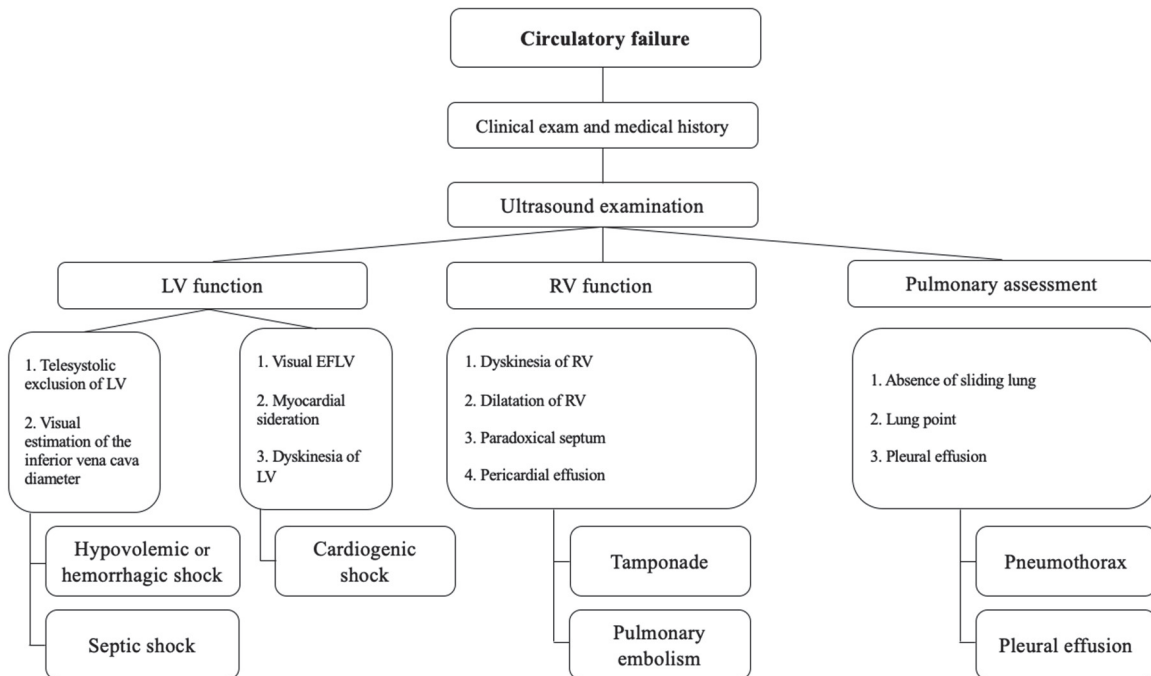 Circulatory failure
Clinical exam and medical history
Ultrasound examination
LV function
RV function
Pulmonary assessment
1. Telesystolic
exclusion of LV
2. Visual
estimation of the
inferior vena cava
diameter
1. Visual EFLV
2. Myocardial
sideration
3. Dyskinesia of
LV
1. Dyskinesia of RV
2. Dilatation of RV
3. Paradoxical septum
4. Pericardial effusion
1. Absence of sliding lung
2. Lung point
3. Pleural effusion
Hypovolemic or
hemorrhagic shock
Septic shock
Cardiogenic
shock
Tamponade
Pulmonary
embolism
Pneumothorax
Pleural effusion